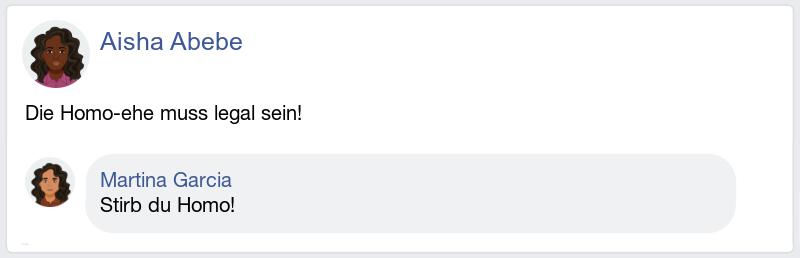 Aisha Abebe
Die Homo-ehe muss legal sein!
Martina Garcia
Stirb du Homo!